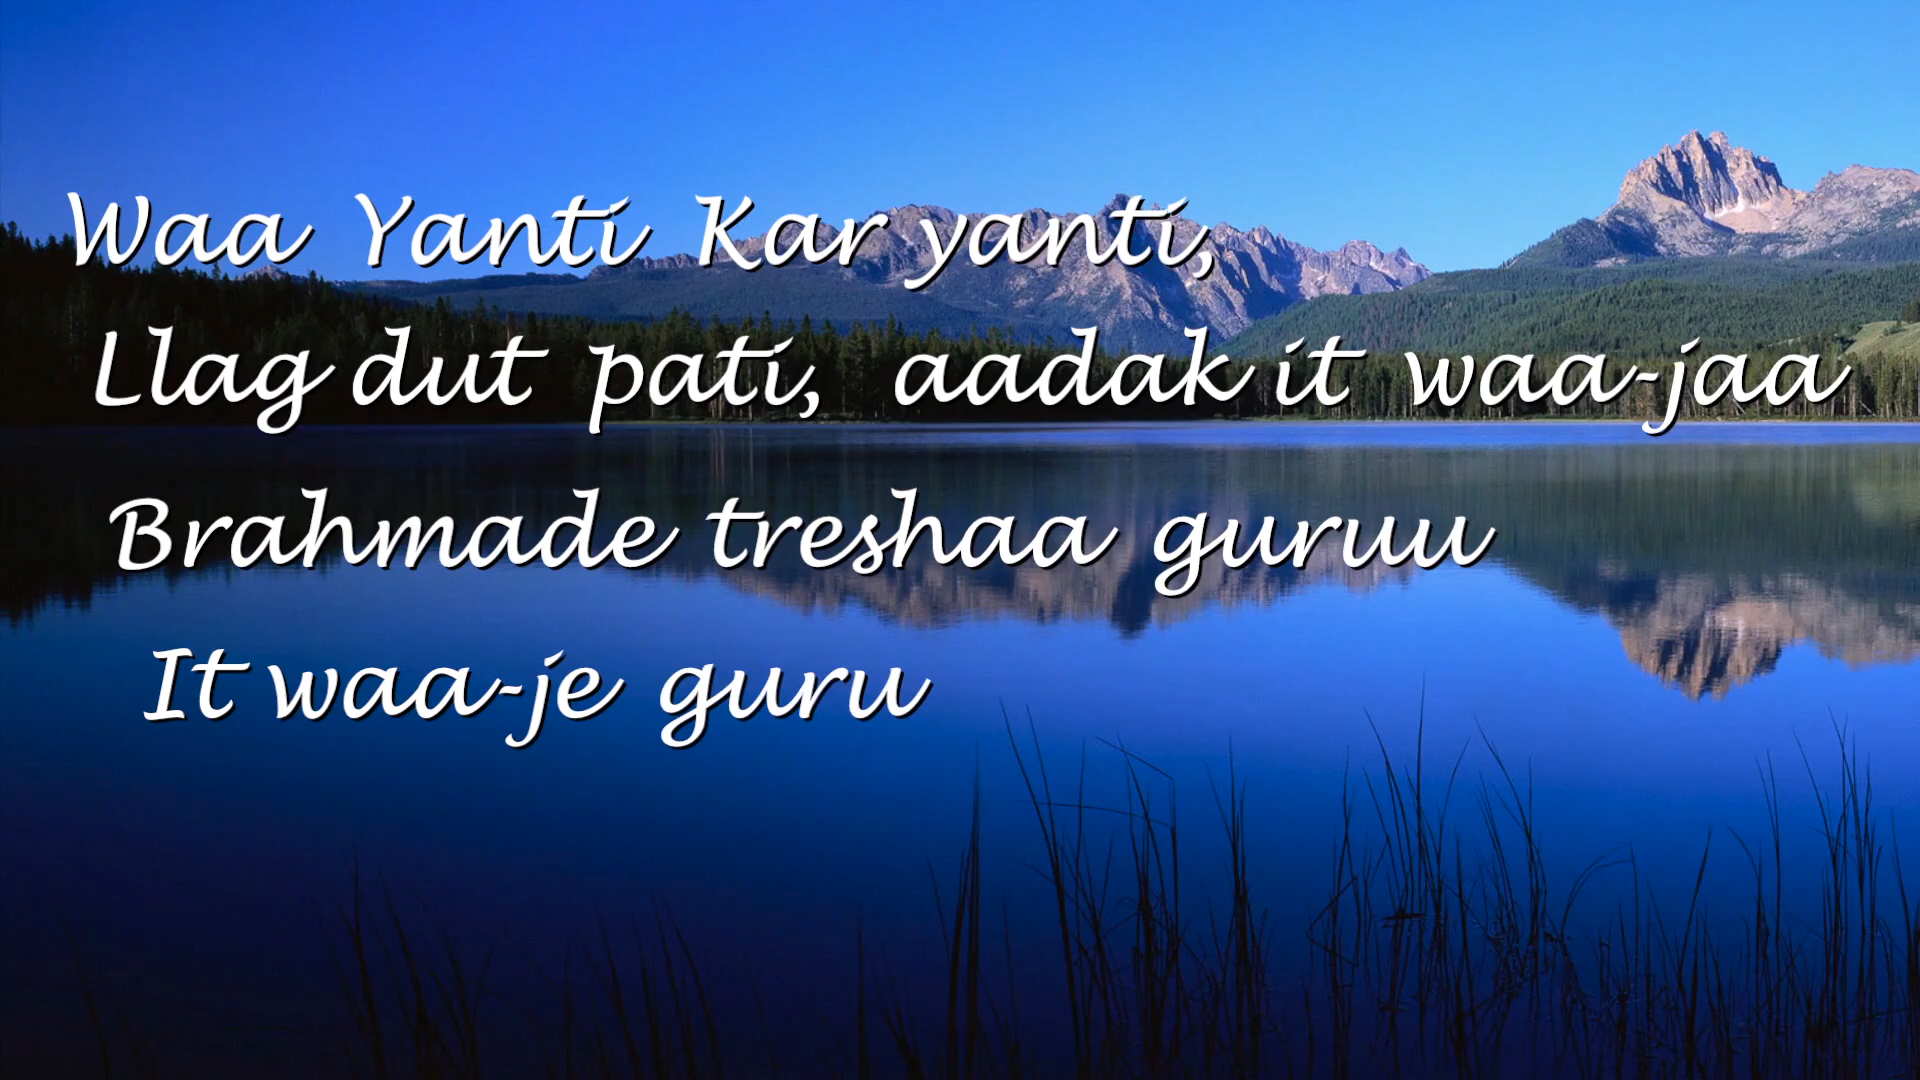 Waa Yanti Kar yanti,
Llag dut pati, aadak it waa-jaa
Brahmade treshaa guruu
It waa-je guru